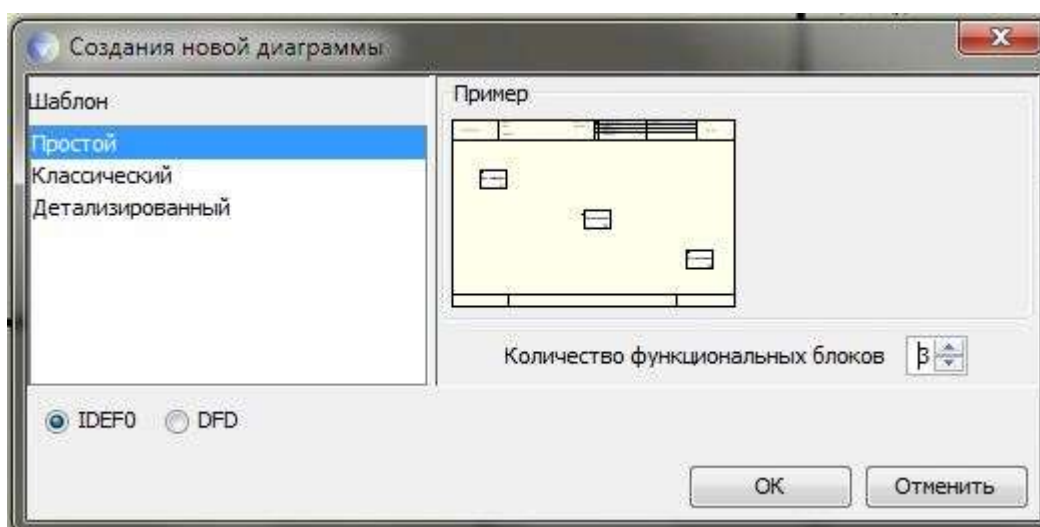 Создания новой диаграммы
Шаблон
Простой
Классический
Детализированный
Пример
Количество функциональных блоков 3
IDEF0 DFD
OK Отменить